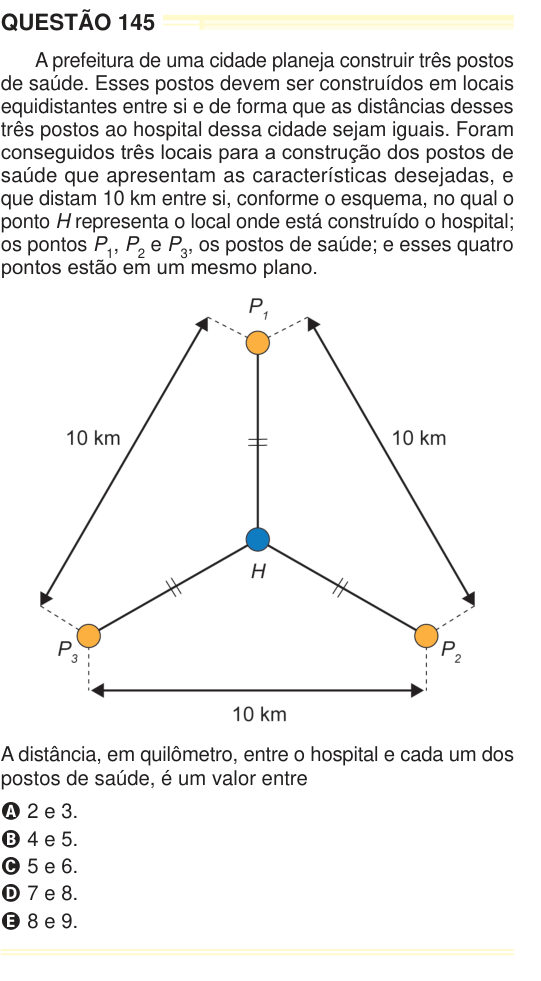 QUESTÃO 145
A prefeitura de uma cidade planeja construir três postos
de saúde. Esses postos devem ser construídos em locais
equidistantes entre si e de forma que as distâncias desses
três postos ao hospital dessa cidade sejam iguais. Foram
conseguidos três locais para a construção dos postos de
saúde que apresentam as características desejadas, e
que distam 10 km entre si, conforme o esquema, no qual o
ponto H representa o local onde está construído o hospital;
os pontos P₁, P₂ e P₃, os postos de saúde; e esses quatro
pontos estão em um mesmo plano.
P₁
10 km
10 km
H
P₃
P₂
10 km
A distância, em quilômetro, entre o hospital e cada um dos
postos de saúde, é um valor entre
A 2 e 3.
B 4 e 5.
C 5 e 6.
D 7 e 8.
E 8 e 9.